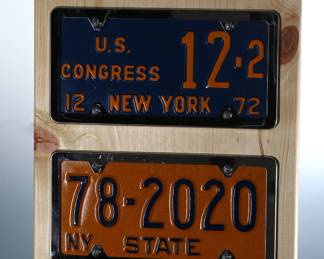 U.S.
CONGRESS 12-2
12 NEW YORK 72
78-2020
NY STATE